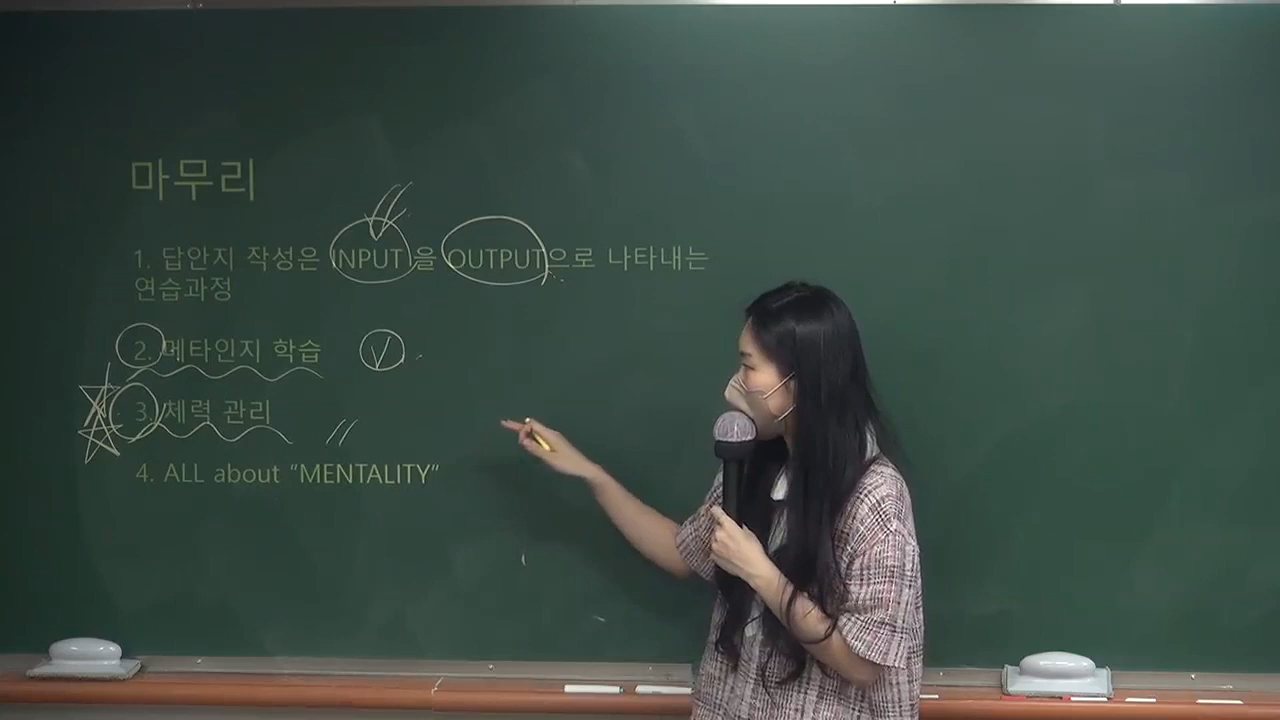 마무리
1. 답안지 작성은 INPUT을 OUTPUT으로 나타내는
연습과정
2. 메타인지 학습
3. 체력 관리
4. ALL about “MENTALITY”